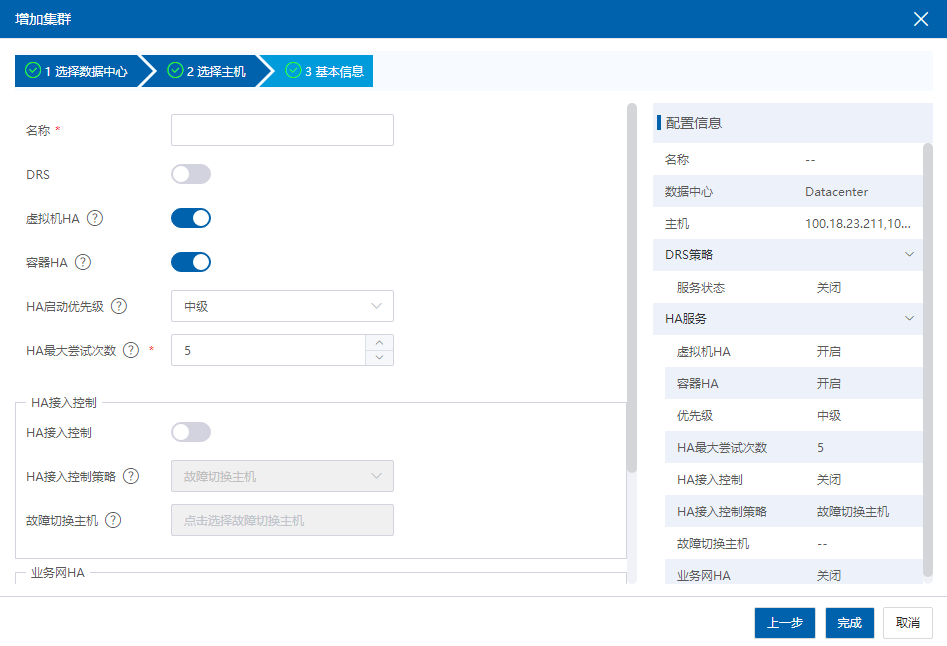 增加集群
1 选择数据中心
2 选择主机
3 基本信息
名称 *
DRS
虚拟机HA ?
容器HA ?
HA启动优先级 ?
中级
HA最大尝试次数 ? *
5
HA接入控制
HA接入控制
HA接入控制策略 ?
故障切换主机
故障切换主机 ?
点击选择故障切换主机
业务网HA
配置信息
名称 --
数据中心 Datacenter
主机 100.18.23.211,10...
DRS策略
服务状态 关闭
HA服务
虚拟机HA 开启
容器HA 开启
优先级 中级
HA最大尝试次数 5
HA接入控制 关闭
HA接入控制策略 故障切换主机
故障切换主机 --
业务网HA 关闭
上一步 完成 取消